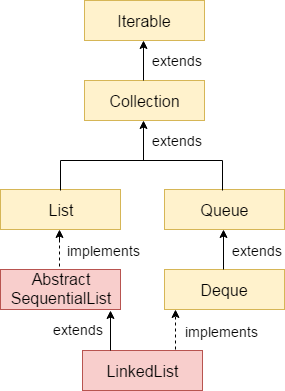 Iterable
extends
Collection
extends
List
Queue
implements
extends
Abstract
SequentialList
Deque
extends
implements
LinkedList